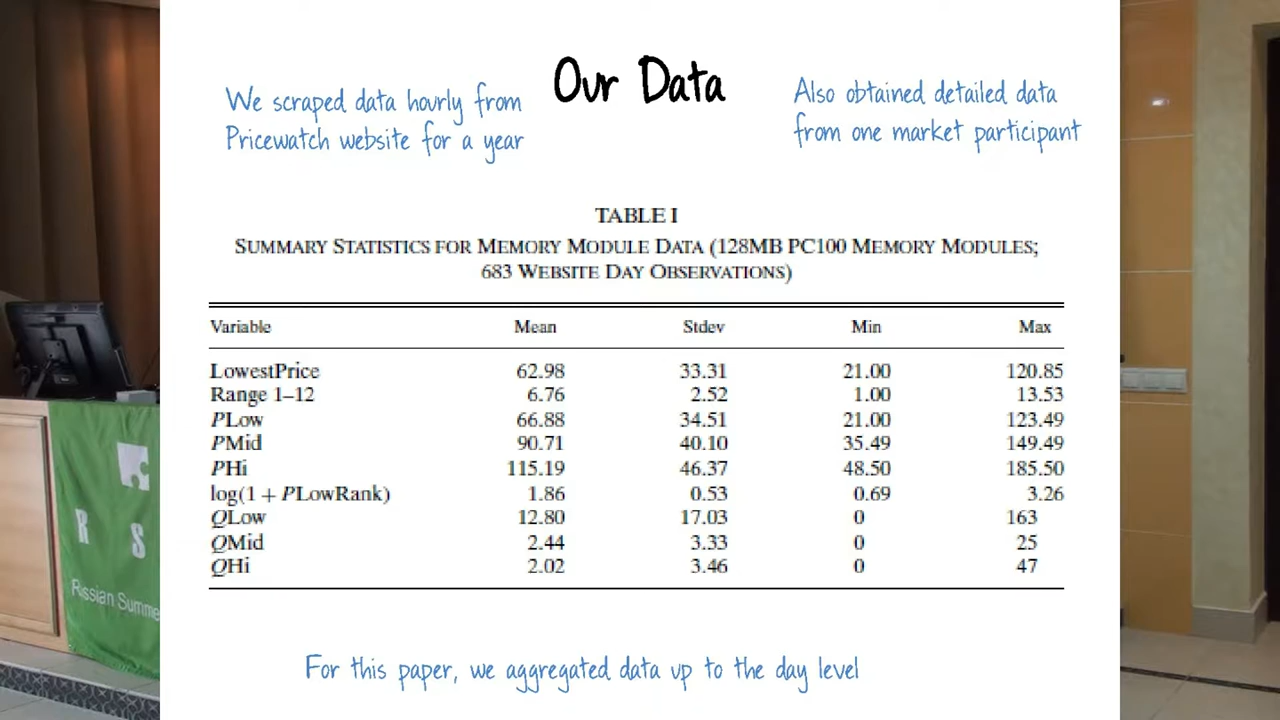 Our Data
We scraped data hourly from
Pricewatch website for a year
Also obtained detailed data
from one market participant
TABLE I
SUMMARY STATISTICS FOR MEMORY MODULE DATA (128MB PC100 MEMORY MODULES;
683 WEBSITE DAY OBSERVATIONS)
Variable Mean Stdev Min Max
LowestPrice 62.98 33.31 21.00 120.85
Range 1–12 6.76 2.52 1.00 13.53
PLow 66.88 34.51 21.00 123.49
PMid 90.71 40.10 35.49 149.49
PHi 115.19 46.37 48.50 185.50
log(1 + PLowRank) 1.86 0.53 0.69 3.26
QLow 12.80 17.03 0 163
QMid 2.44 3.33 0 25
QHi 2.02 3.46 0 47
For this paper, we aggregated data up to the day level
R S
Russian Summe